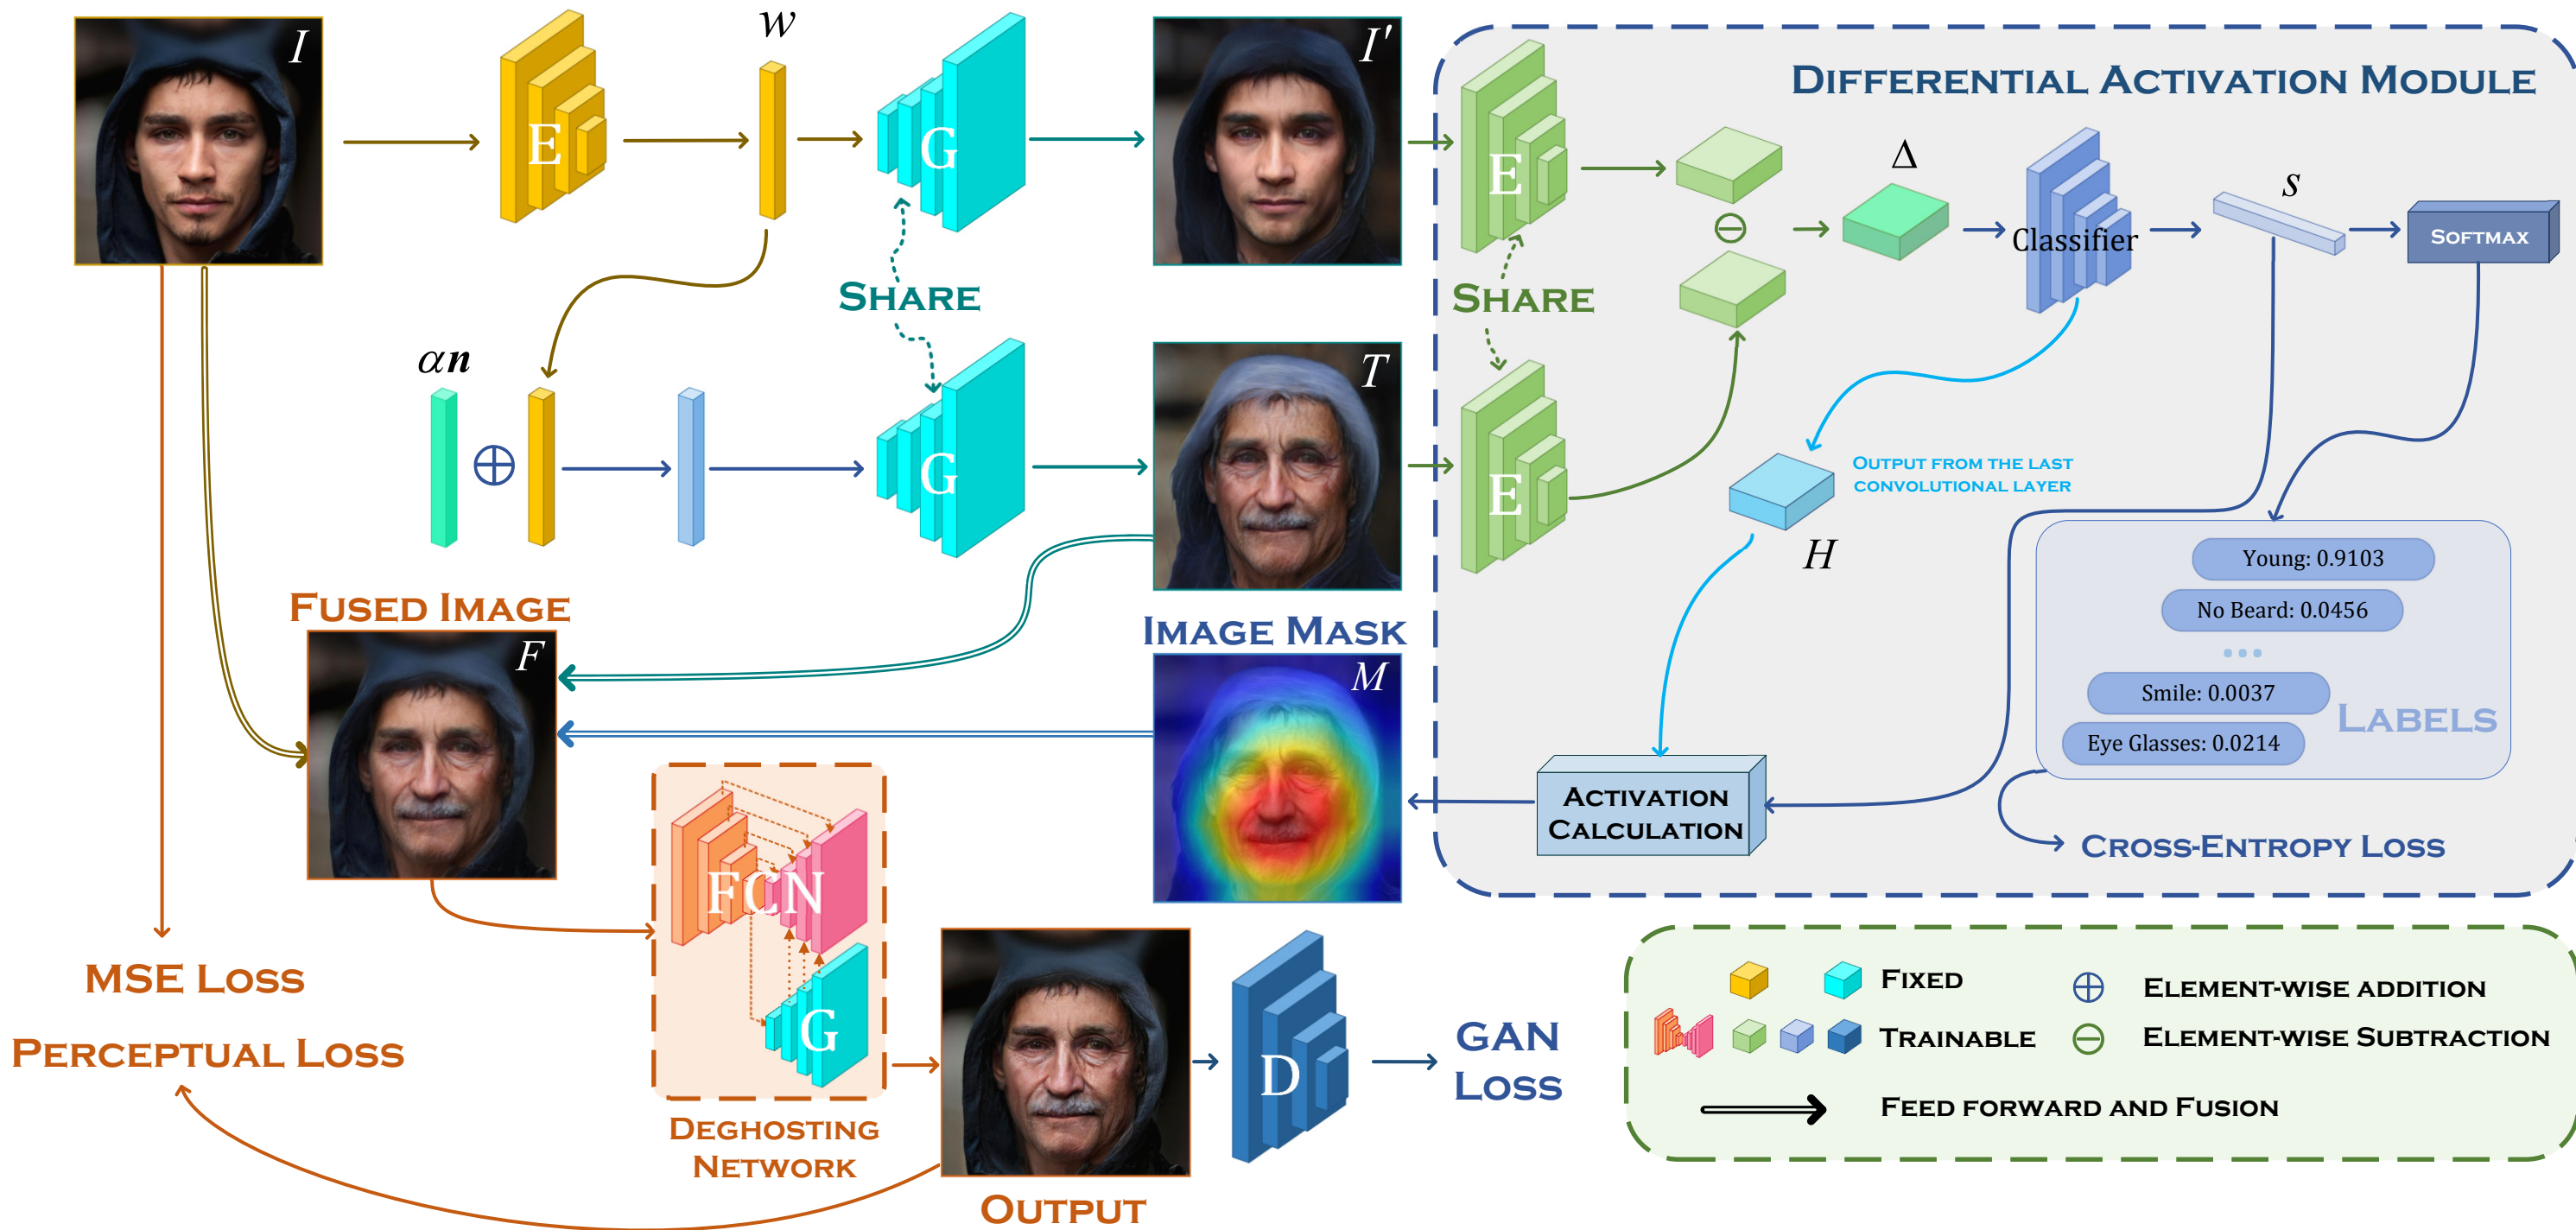 I
E
w
G
I'
DIFFERENTIAL ACTIVATION MODULE
E
Δ
Classifier
s
SOFTMAX
SHARE
SHARE
αn
G
T
E
OUTPUT FROM THE LAST
CONVOLUTIONAL LAYER
H
Young: 0.9103
No Beard: 0.0456
...
Smile: 0.0037
LABELS
Eye Glasses: 0.0214
FUSED IMAGE
F
IMAGE MASK
M
ACTIVATION
CALCULATION
CROSS-ENTROPY LOSS
FCN
G
DEGHOSTING
NETWORK
MSE LOSS
PERCEPTUAL LOSS
OUTPUT
D
GAN
LOSS
FIXED
ELEMENT-WISE ADDITION
TRAINABLE
ELEMENT-WISE SUBTRACTION
FEED FORWARD AND FUSION